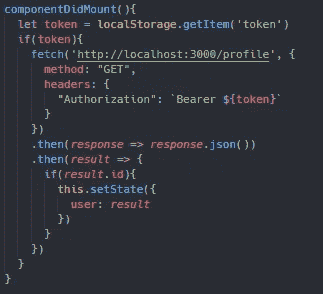 componentDidMount(){
  let token = localStorage.getItem('token')
  if(token){
    fetch('http://localhost:3000/profile', {
      method: "GET",
      headers: {
        "Authorization": `Bearer ${token}`
      }
    })
    .then(response => response.json())
    .then(result => {
      if(result.id){
        this.setState({
          user: result
        })
      }
    })
  }
}